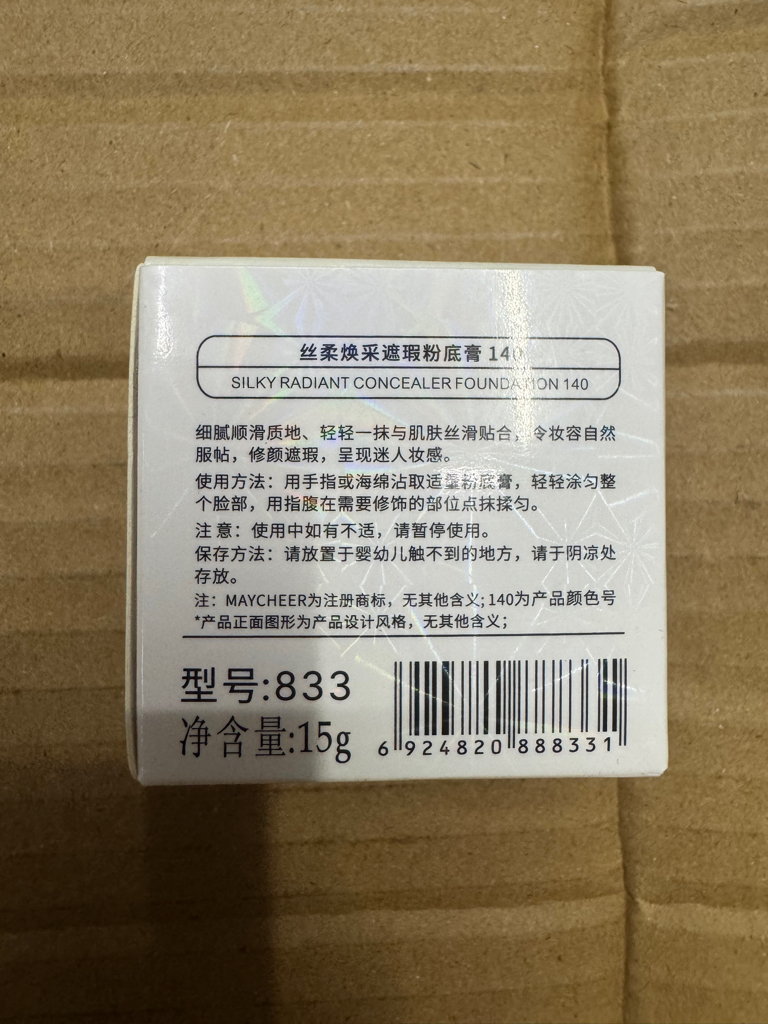 丝柔焕采遮瑕粉底膏 140
SILKY RADIANT CONCEALER FOUNDATION 140
细腻顺滑质地、轻轻一抹与肌肤丝滑贴合，令妆容自然
服帖，修颜遮瑕，呈现迷人妆感。
使用方法：用手指或海绵沾取适量粉底膏，轻轻涂匀整
个脸部，用指腹在需要修饰的部位点抹揉匀。
注意：使用中如有不适，请暂停使用。
保存方法：请放置于婴幼儿触不到的地方，请于阴凉处
存放。
注：MAYCHEER为注册商标，无其他含义；140为产品颜色号
*产品正面图形为产品设计风格，无其他含义；
型号:833
净含量:15g
6 924820 888331